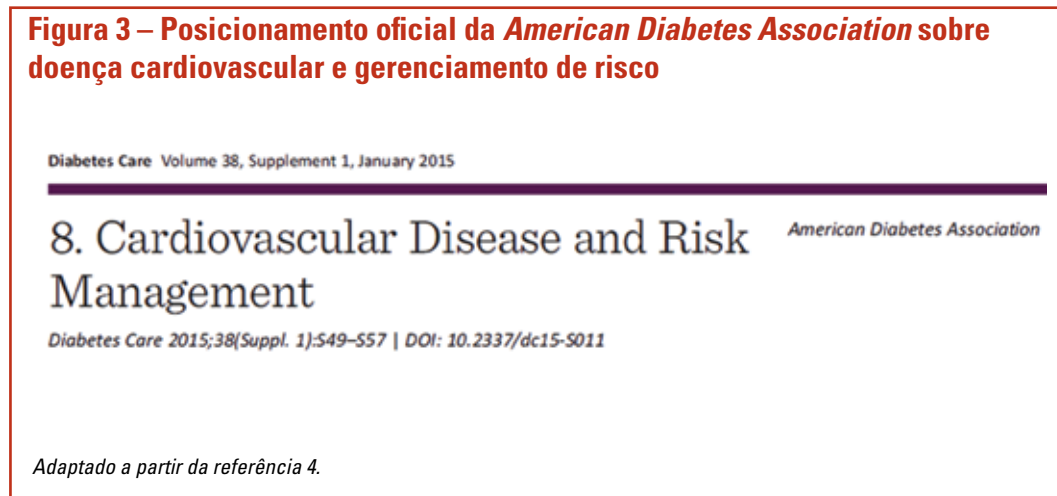 Figura 3 – Posicionamento oficial da American Diabetes Association sobre
doença cardiovascular e gerenciamento de risco
Diabetes Care Volume 38, Supplement 1, January 2015
8. Cardiovascular Disease and Risk
Management
American Diabetes Association
Diabetes Care 2015;38(Suppl. 1):S49–S57 | DOI: 10.2337/dc15-S011
Adaptado a partir da referência 4.